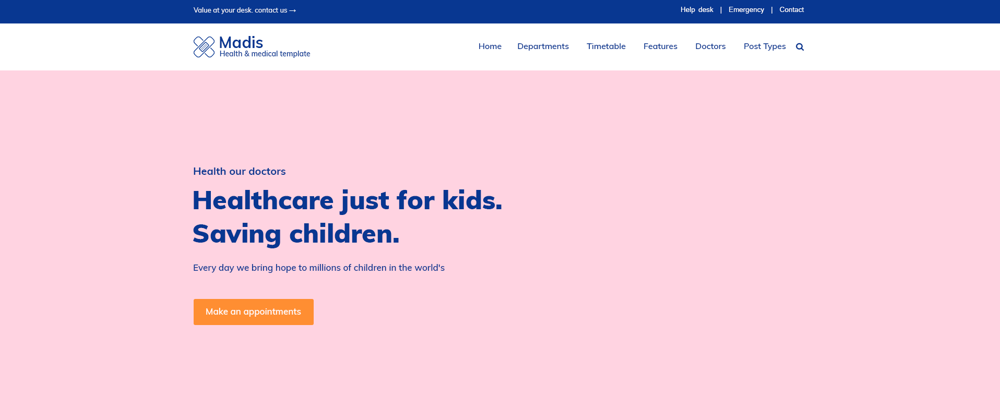 Value at your desk. contact us →
Help desk | Emergency | Contact
Madis
Health & medical template
Home Departments Timetable Features Doctors Post Types
Health our doctors
Healthcare just for kids.
Saving children.
Every day we bring hope to millions of children in the world's
Make an appointments